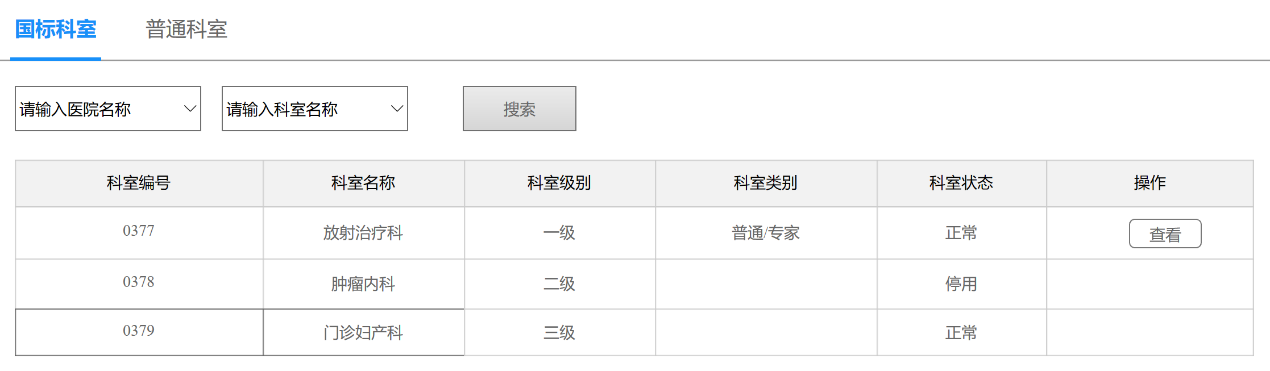 国标科室 普通科室
请输入医院名称 请输入科室名称 搜索
科室编号 科室名称 科室级别 科室类别 科室状态 操作
0377 放射治疗科 一级 普通/专家 正常 查看
0378 肿瘤内科 二级 停用
0379 门诊妇产科 三级 正常